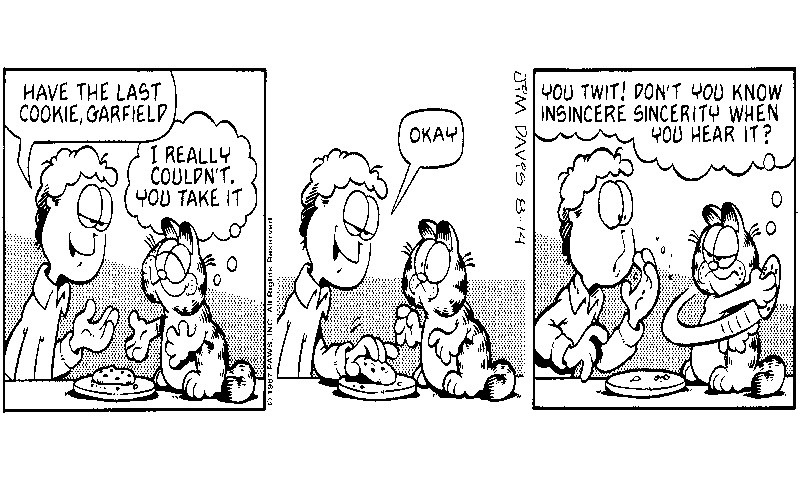 HAVE THE LAST
COOKIE, GARFIELD
I REALLY
COULDN'T.
YOU TAKE IT
© 1987 PAWS, INC. All Rights Reserved
OKAY
JIM DAVIS 8-14
YOU TWIT! DON'T YOU KNOW
INSINCERE SINCERITY WHEN
YOU HEAR IT?